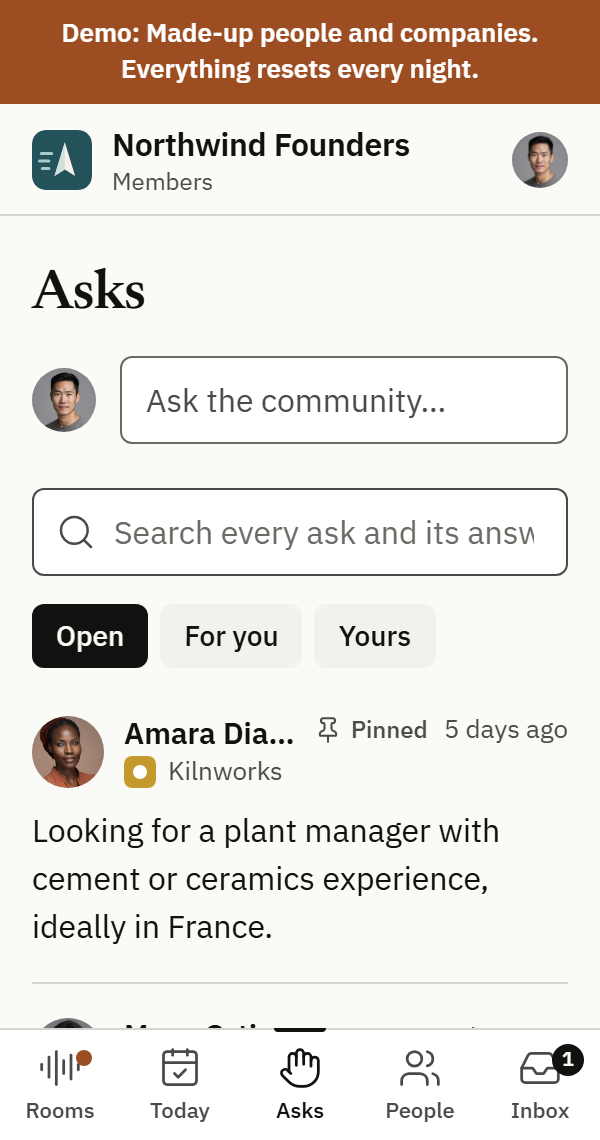 Demo: Made-up people and companies.
Everything resets every night.
Northwind Founders
Members
Asks
Ask the community...
Search every ask and its answ
Open
For you
Yours
Amara Dia...
Pinned
5 days ago
Kilnworks
Looking for a plant manager with
cement or ceramics experience,
ideally in France.
Rooms
Today
Asks
People
1
Inbox